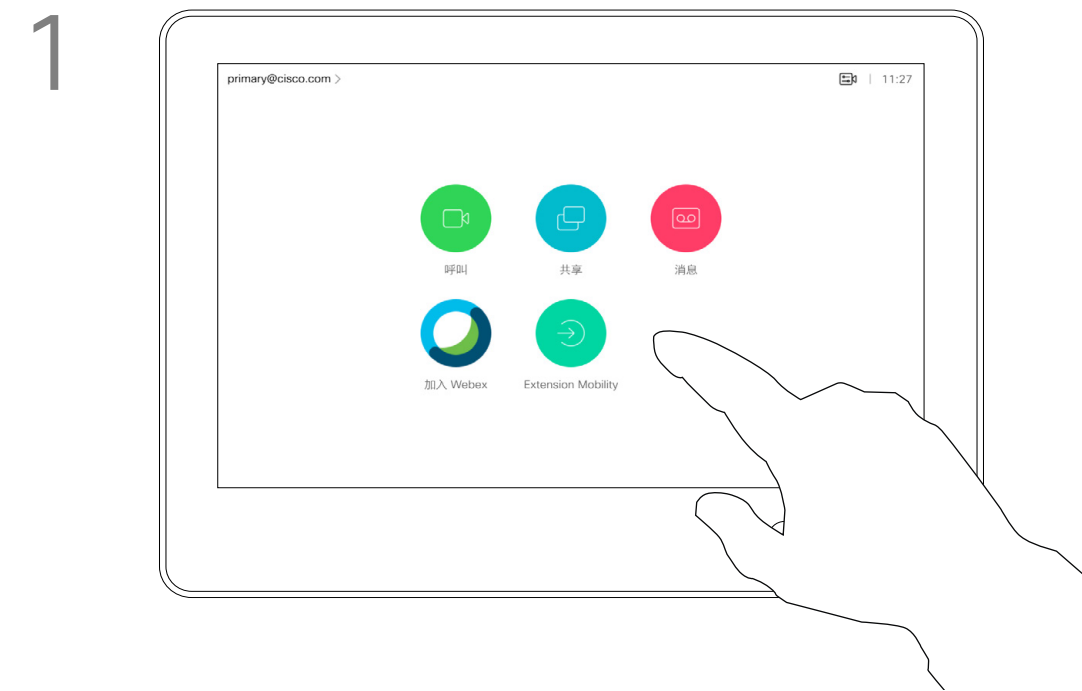 1
primary@cisco.com >
11:27
呼叫
共享
消息
加入 Webex
Extension Mobility